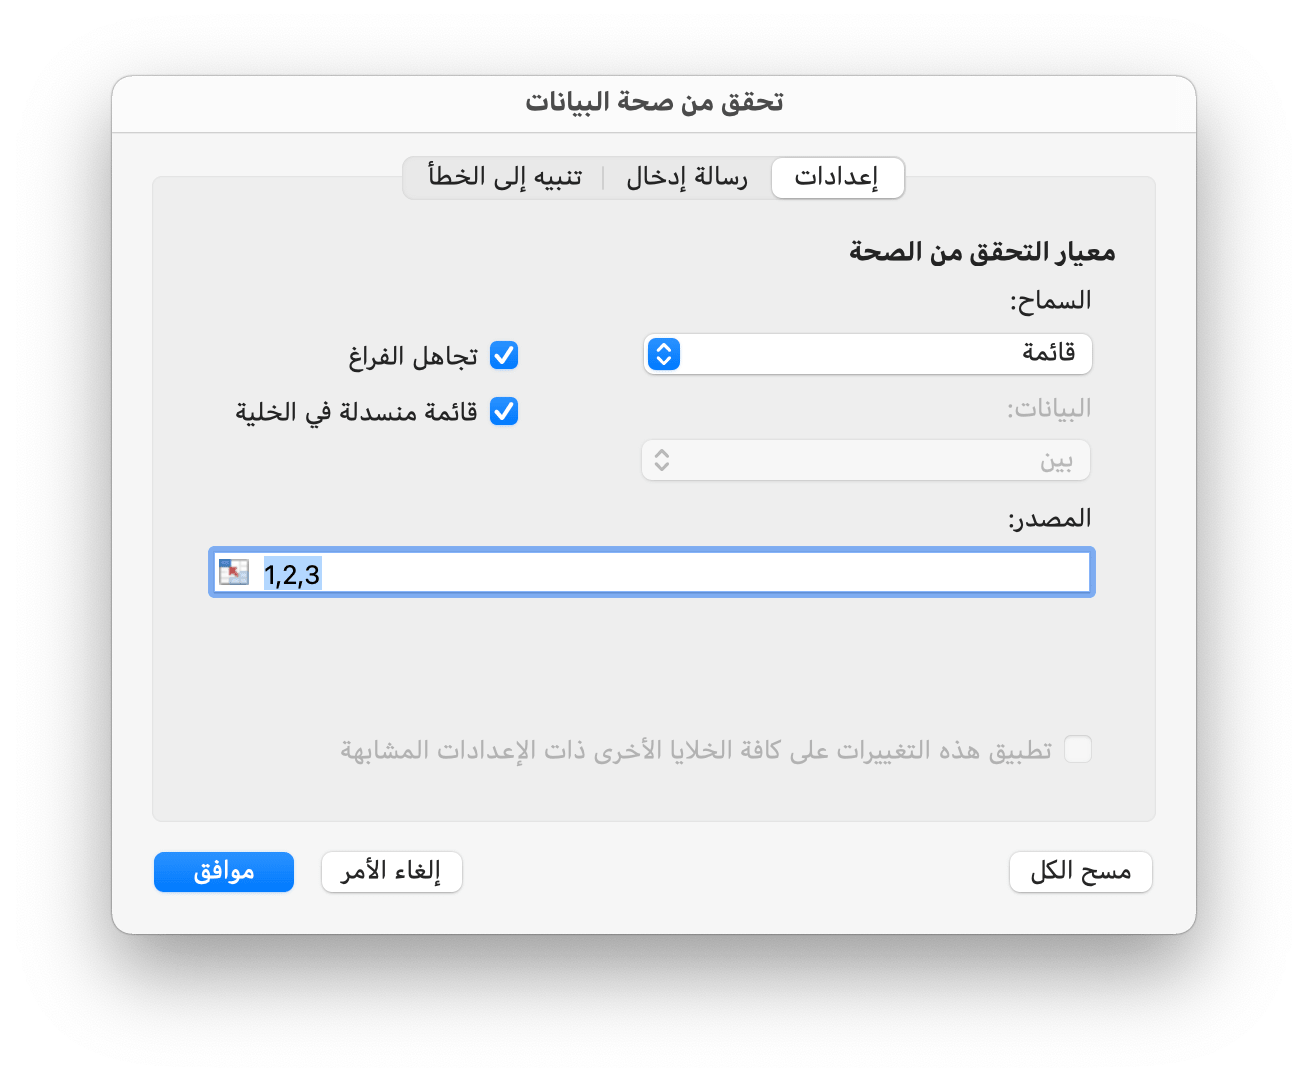 تحقق من صحة البيانات
إعدادات
رسالة إدخال
تنبيه إلى الخطأ
معيار التحقق من الصحة
السماح:
قائمة
تجاهل الفراغ
البيانات:
قائمة منسدلة في الخلية
بين
المصدر:
1,2,3
تطبيق هذه التغييرات على كافة الخلايا الأخرى ذات الإعدادات المشابهة
مسح الكل
إلغاء الأمر
موافق